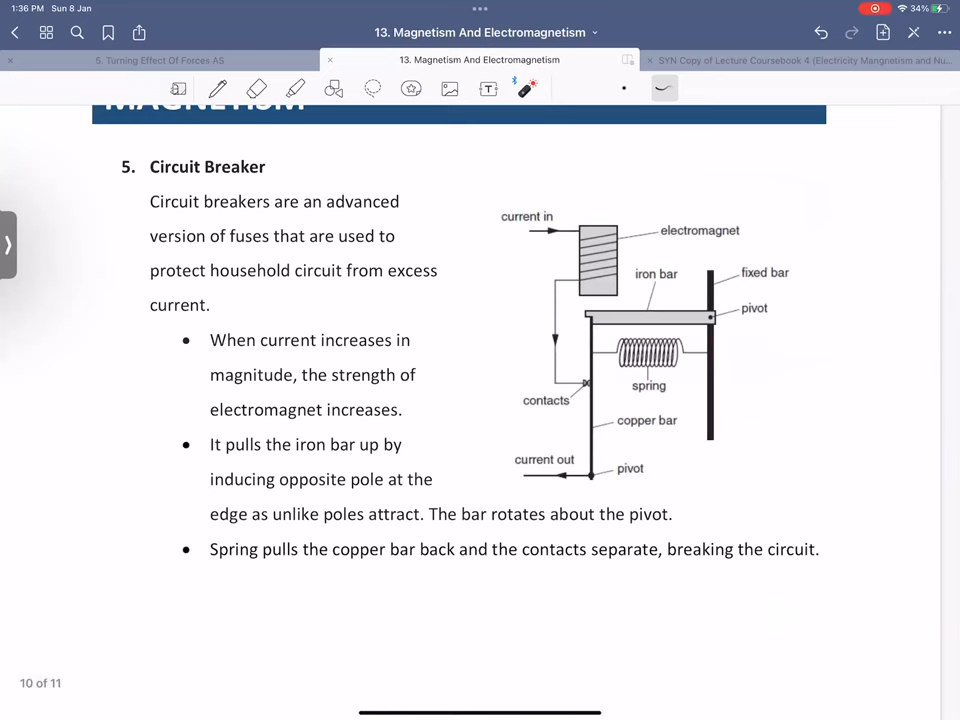 1:36 PM Sun 8 Jan
34%
13. Magnetism And Electromagnetism
5. Turning Effect Of Forces AS
13. Magnetism And Electromagnetism
SYN Copy of Lecture Coursebook 4 (Electricity Mangnetism and Nu...
MAGNETISM
5. Circuit Breaker
Circuit breakers are an advanced
version of fuses that are used to
protect household circuit from excess
current.
• When current increases in
magnitude, the strength of
electromagnet increases.
• It pulls the iron bar up by
inducing opposite pole at the
edge as unlike poles attract. The bar rotates about the pivot.
• Spring pulls the copper bar back and the contacts separate, breaking the circuit.
current in
electromagnet
iron bar
fixed bar
pivot
spring
contacts
copper bar
current out
pivot
10 of 11